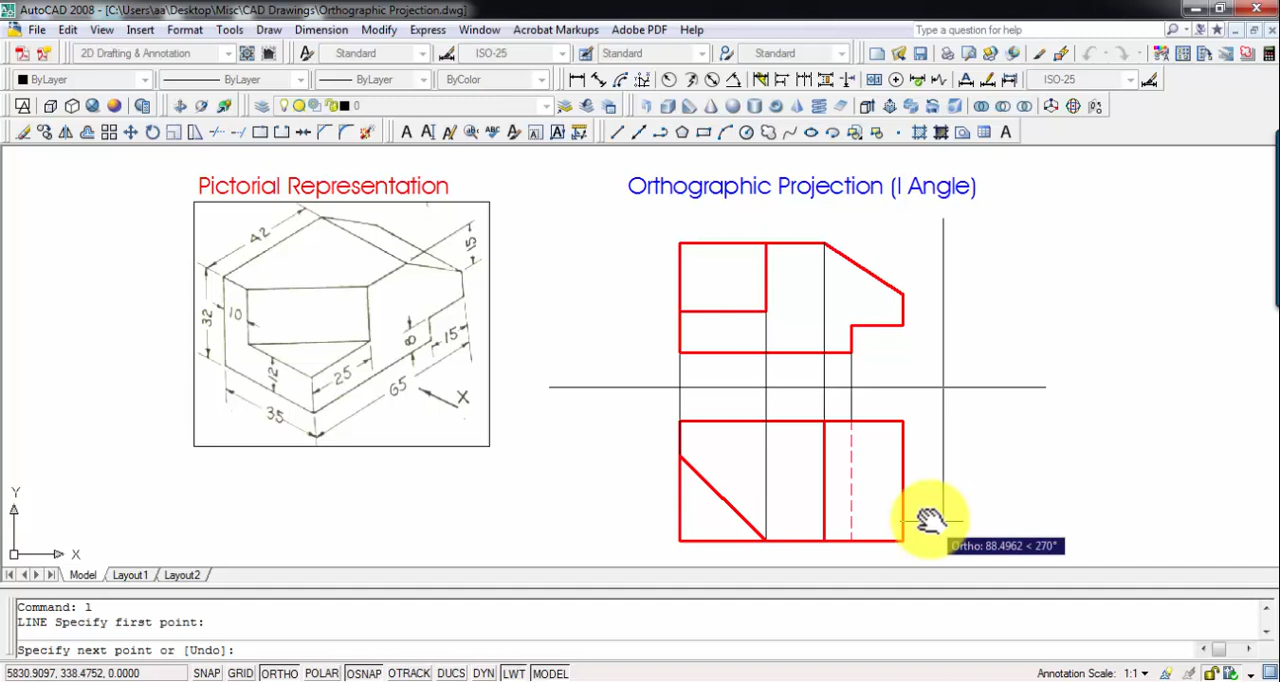 AutoCAD 2008 - [C:\Users\aa\Desktop\Misc\CAD Drawings\Orthographic Projection.dwg]
File Edit View Insert Format Tools Draw Dimension Modify Express Window Acrobat Markups Adobe PDF Help Type a question for help
2D Drafting & Annotation Standard ISO-25 Standard Standard
ByLayer ByLayer ByLayer ByColor ISO-25
0
Pictorial Representation
Orthographic Projection (I Angle)
42
15
32
10
8
15
12
25
65
X
35
Y
X
Ortho: 88.4962 < 270°
Model Layout1 Layout2
Command: l
LINE Specify first point:
Specify next point or [Undo]:
5830.9097, 338.4752, 0.0000 SNAP GRID ORTHO POLAR OSNAP OTRACK DUCS DYN LWT MODEL Annotation Scale: 1:1